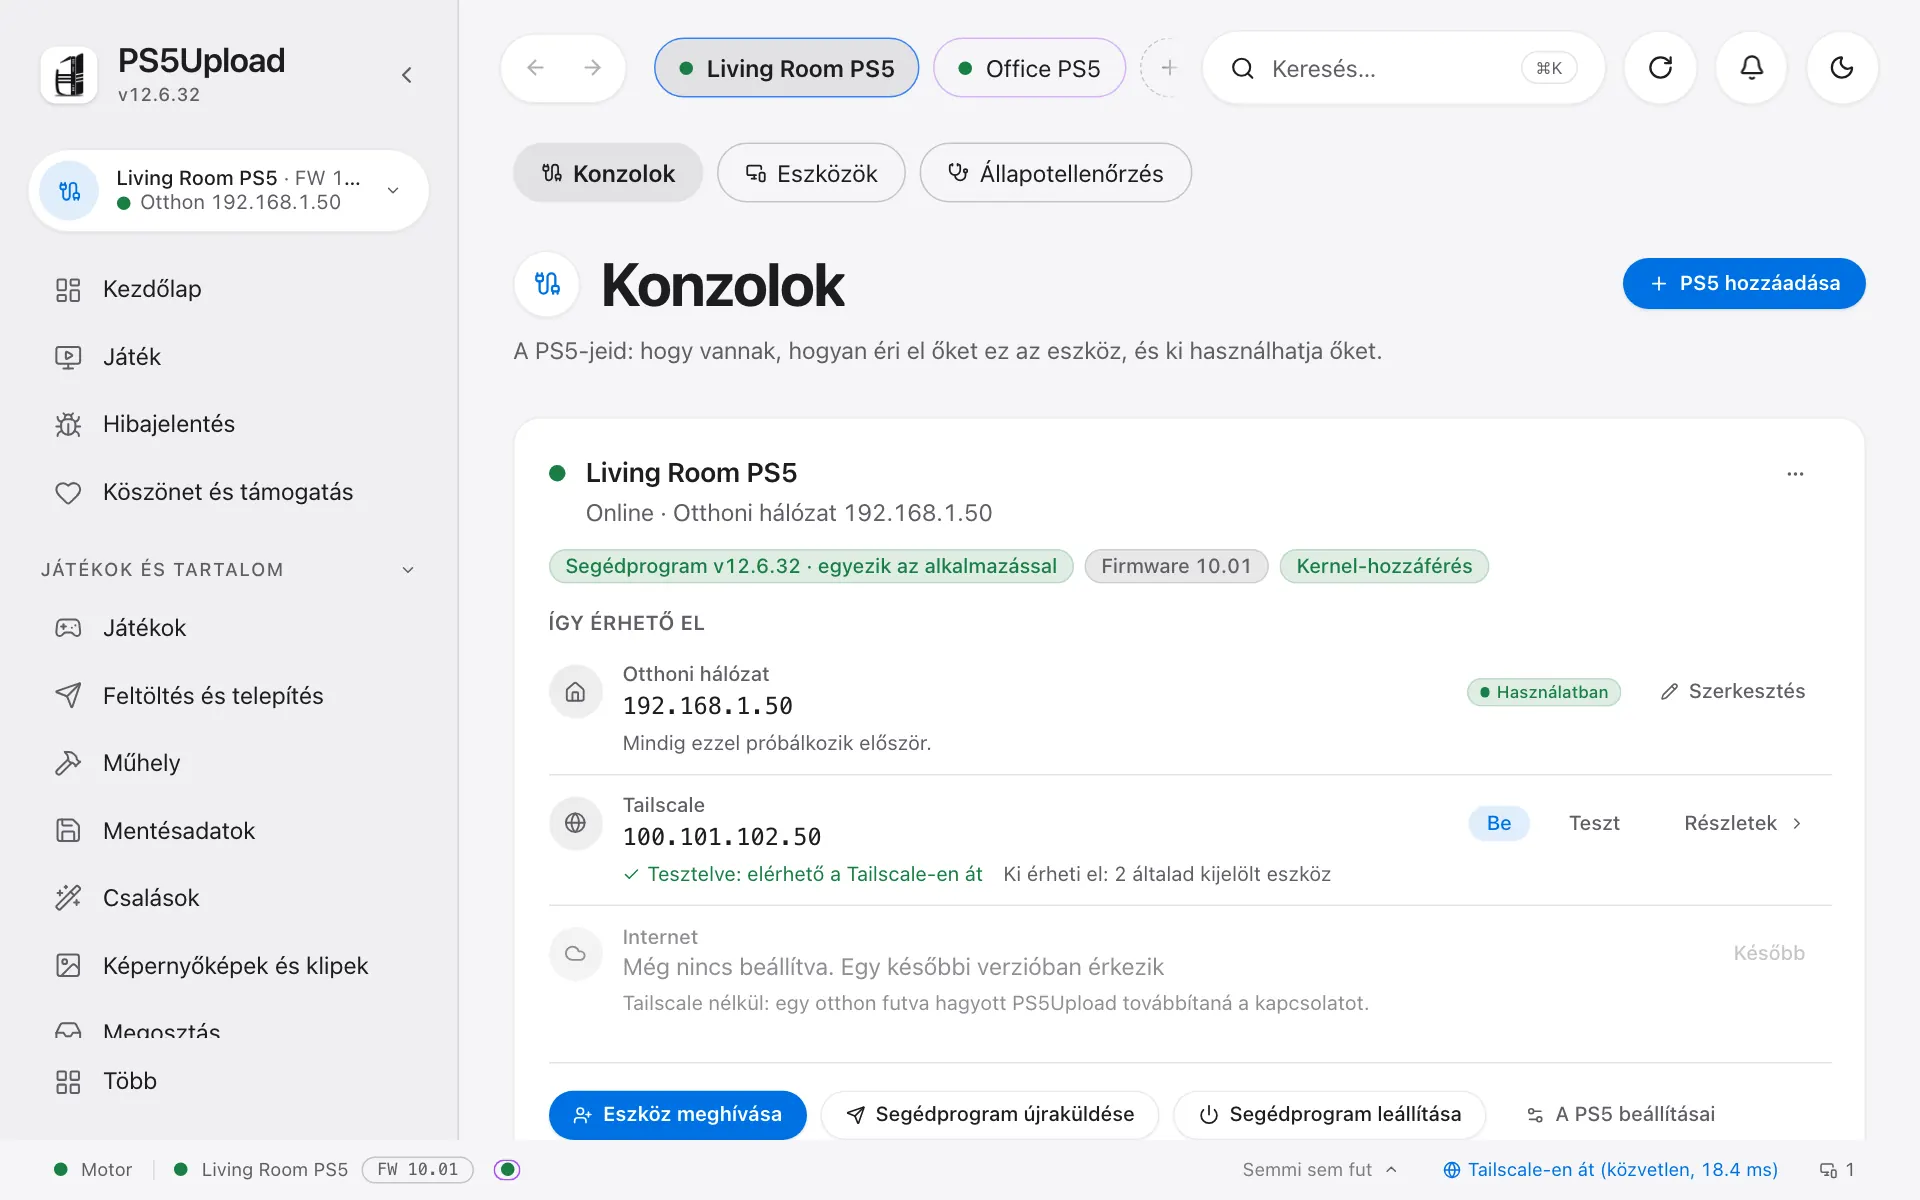 PS5Upload
v12.6.32
Living Room PS5 · FW 1...
Otthon 192.168.1.50
Kezdőlap
Játék
Hibajelentés
Köszönet és támogatás
JÁTÉKOK ÉS TARTALOM
Játékok
Feltöltés és telepítés
Műhely
Mentésadatok
Csalások
Képernyőképek és klipek
Megosztás
Több
Living Room PS5
Office PS5
Keresés...
⌘K
Konzolok
Eszközök
Állapotellenőrzés
Konzolok
PS5 hozzáadása
A PS5-jeid: hogy vannak, hogyan éri el őket ez az eszköz, és ki használhatja őket.
Living Room PS5
Online · Otthoni hálózat 192.168.1.50
Segédprogram v12.6.32 · egyezik az alkalmazással
Firmware 10.01
Kernel-hozzáférés
ÍGY ÉRHETŐ EL
Otthoni hálózat
192.168.1.50
Mindig ezzel próbálkozik először.
Használatban
Szerkesztés
Tailscale
100.101.102.50
Tesztelve: elérhető a Tailscale-en át
Ki érheti el: 2 általad kijelölt eszköz
Be
Teszt
Részletek
Internet
Még nincs beállítva. Egy későbbi verzióban érkezik
Tailscale nélkül: egy otthon futva hagyott PS5Upload továbbítaná a kapcsolatot.
Később
Eszköz meghívása
Segédprogram újraküldése
Segédprogram leállítása
A PS5 beállításai
Motor
Living Room PS5
FW 10.01
Semmi sem fut
Tailscale-en át (közvetlen, 18.4 ms)
1